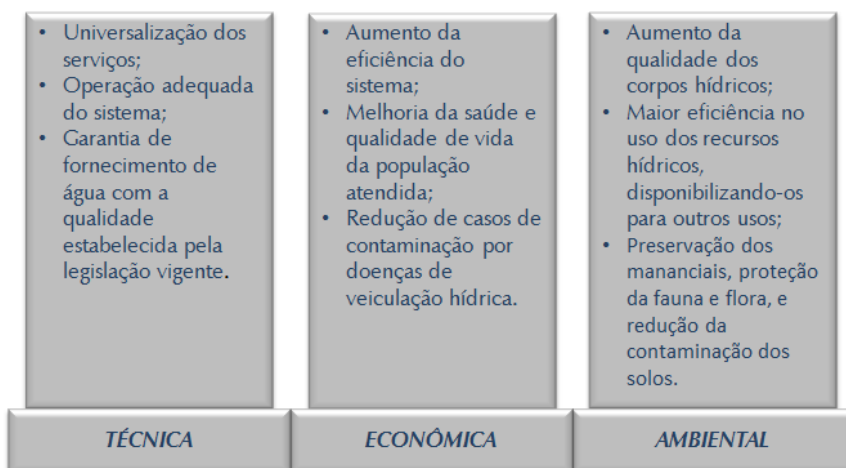 • Universalização dos
serviços;
• Operação adequada
do sistema;
• Garantia de
fornecimento de
água com a
qualidade
estabelecida pela
legislação vigente.
TÉCNICA
• Aumento da
eficiência do
sistema;
• Melhoria da saúde e
qualidade de vida
da população
atendida;
• Redução de casos de
contaminação por
doenças de
veiculação hídrica.
ECONÔMICA
• Aumento da
qualidade dos
corpos hídricos;
• Maior eficiência no
uso dos recursos
hídricos,
disponibilizando-os
para outros usos;
• Preservação dos
mananciais, proteção
da fauna e flora, e
redução da
contaminação dos
solos.
AMBIENTAL